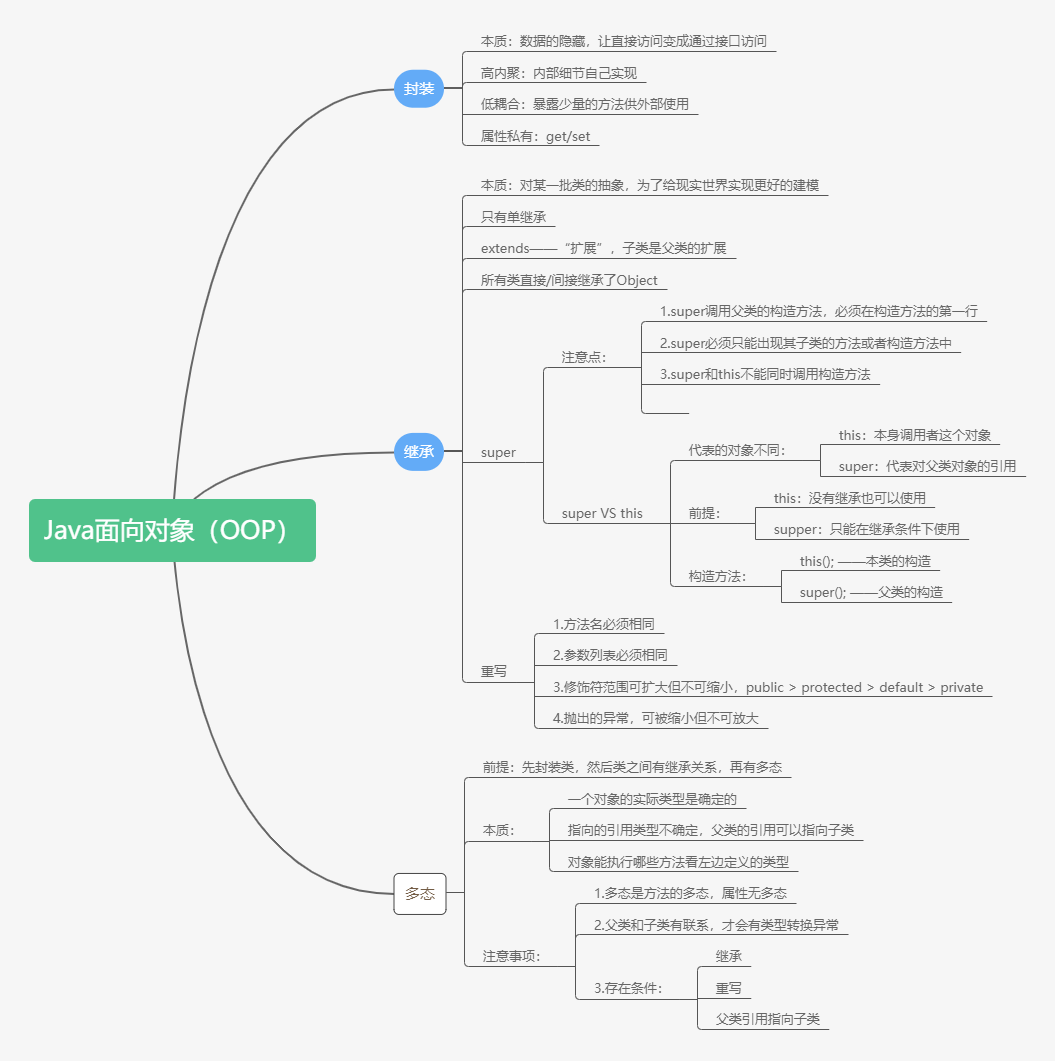 本质：数据的隐藏，让直接访问变成通过接口访问
高内聚：内部细节自己实现
封装
低耦合：暴露少量的方法供外部使用
属性私有：get/set
本质：对某一批类的抽象，为了给现实世界实现更好的建模
只有单继承
extends——“扩展”，子类是父类的扩展
所有类直接/间接继承了Object
1.super调用父类的构造方法，必须在构造方法的第一行
注意点：
2.super必须只能出现其子类的方法或者构造方法中
3.super和this不能同时调用构造方法
继承
super
代表的对象不同：
this：本身调用者这个对象
super：代表对父类对象的引用
super VS this
前提：
this：没有继承也可以使用
supper：只能在继承条件下使用
构造方法：
this(); ——本类的构造
super(); ——父类的构造
Java面向对象（OOP）
重写
1.方法名必须相同
2.参数列表必须相同
3.修饰符范围可扩大但不可缩小，public > protected > default > private
4.抛出的异常，可被缩小但不可放大
前提：先封装类，然后类之间有继承关系，再有多态
本质：
一个对象的实际类型是确定的
指向的引用类型不确定，父类的引用可以指向子类
对象能执行哪些方法看左边定义的类型
多态
注意事项：
1.多态是方法的多态，属性无多态
2.父类和子类有联系，才会有类型转换异常
3.存在条件：
继承
重写
父类引用指向子类